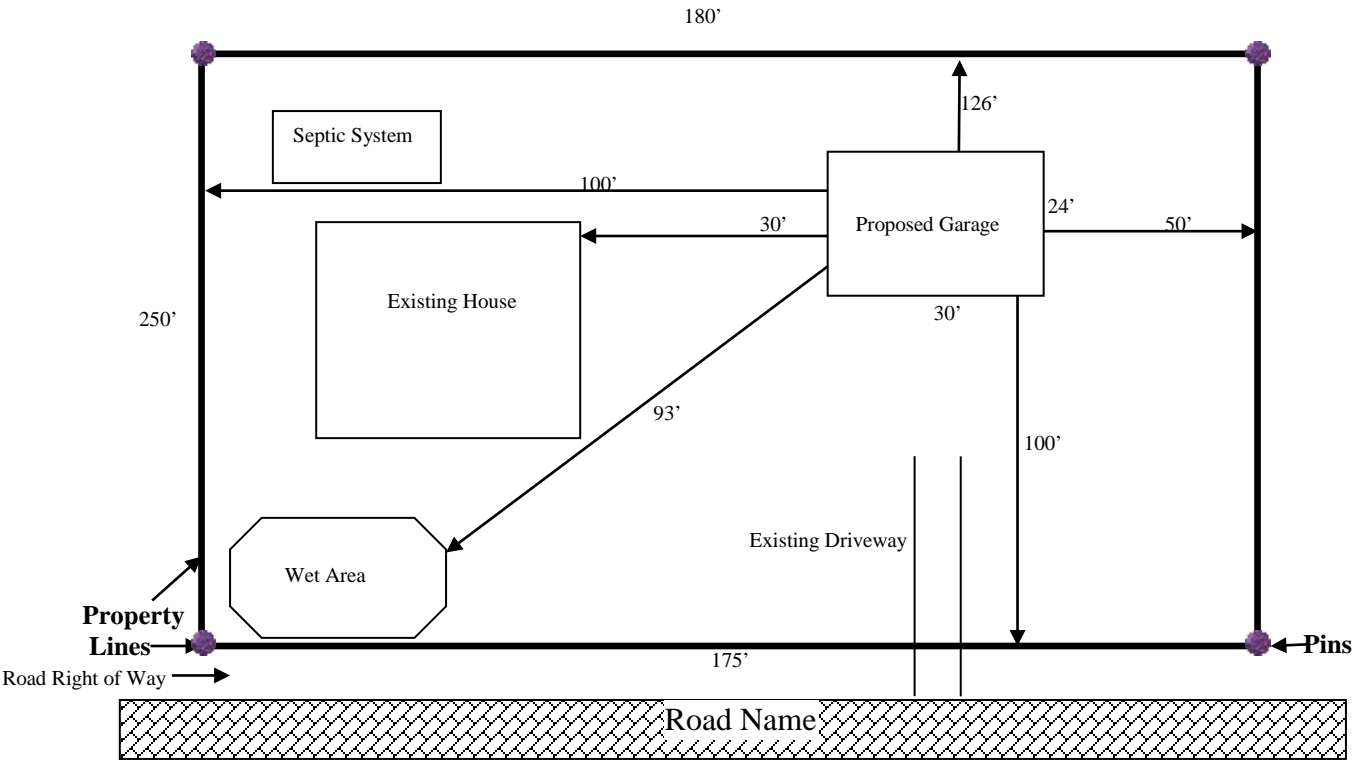 180’
126’
Septic System
100’
24’
30’
Proposed Garage
50’
Existing House
30’
250’
93’
100’
Existing Driveway
Wet Area
Property
Lines
Pins
175’
Road Right of Way
Road Name